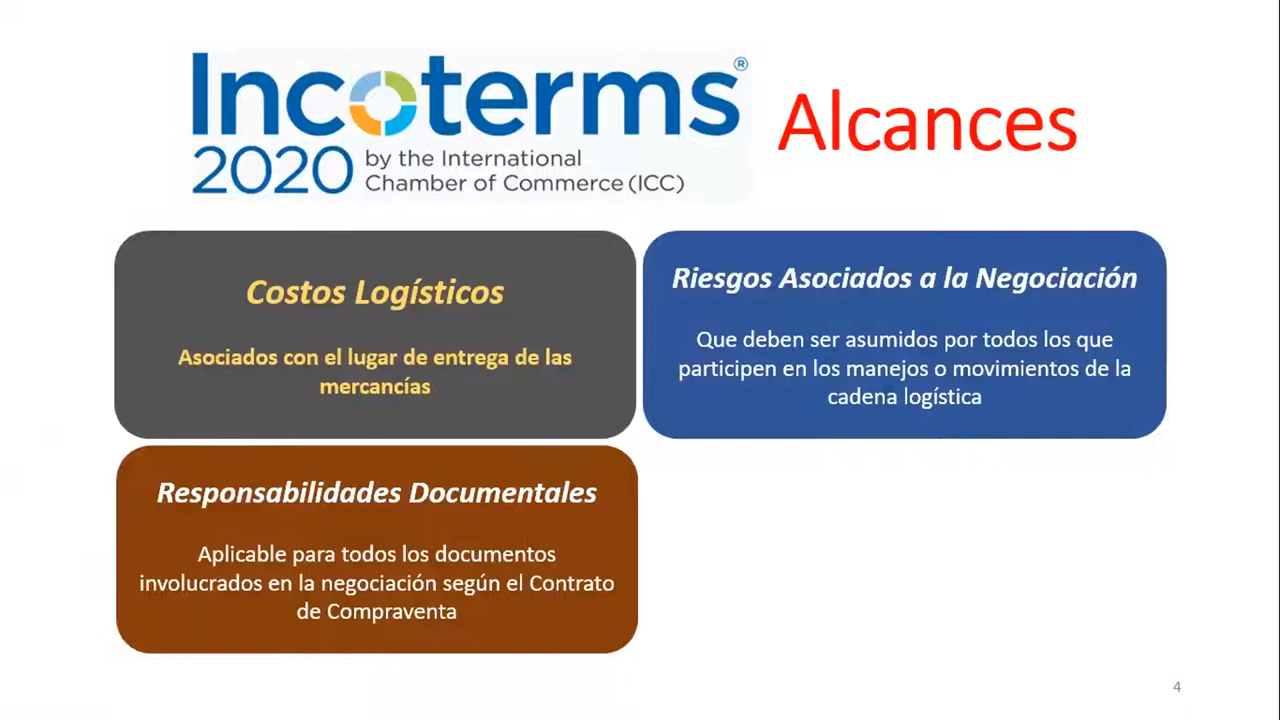 Incoterms®
2020 by the International
Chamber of Commerce (ICC)
Alcances
Costos Logísticos
Asociados con el lugar de entrega de las
mercancías
Riesgos Asociados a la Negociación
Que deben ser asumidos por todos los que
participen en los manejos o movimientos de la
cadena logística
Responsabilidades Documentales
Aplicable para todos los documentos
involucrados en la negociación según el Contrato
de Compraventa
4